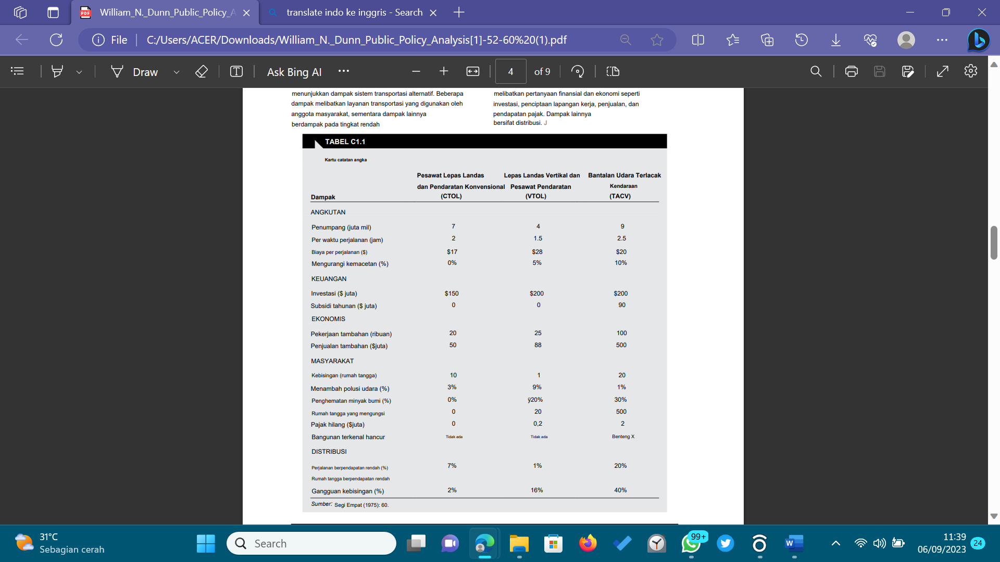 William_N._Dunn_Public_Policy_A
translate indo ke inggris - Search
File
C:/Users/ACER/Downloads/William_N._Dunn_Public_Policy_Analysis[1]-52-60%20(1).pdf
Draw
Ask Bing AI
4 of 9
menunjukkan dampak sistem transportasi alternatif. Beberapa
dampak melibatkan layanan transportasi yang digunakan oleh
anggota masyarakat, sementara dampak lainnya
berdampak pada tingkat rendah
melibatkan pertanyaan finansial dan ekonomi seperti
investasi, penciptaan lapangan kerja, penjualan, dan
pendapatan pajak. Dampak lainnya
bersifat distribusi. J
TABEL C1.1
Kartu catatan angka
Pesawat Lepas Landas Lepas Landas Vertikal dan Bantalan Udara Terlacak
dan Pendaratan Konvensional Pesawat Pendaratan Kendaraan
Dampak (CTOL) (VTOL) (TACV)
ANGKUTAN
Penumpang (juta mil) 7 4 9
Per waktu perjalanan (jam) 2 1.5 2.5
Biaya per perjalanan ($) $17 $28 $20
Mengurangi kemacetan (%) 0% 5% 10%
KEUANGAN
Investasi ($ juta) $150 $200 $200
Subsidi tahunan ($ juta) 0 0 90
EKONOMIS
Pekerjaan tambahan (ribuan) 20 25 100
Penjualan tambahan ($juta) 50 88 500
MASYARAKAT
Kebisingan (rumah tangga) 10 1 20
Menambah polusi udara (%) 3% 9% 1%
Penghematan minyak bumi (%) 0% ÿ20% 30%
Rumah tangga yang mengungsi 0 20 500
Pajak hilang ($juta) 0 0,2 2
Bangunan terkenal hancur Tidak ada Tidak ada Benteng X
DISTRIBUSI
Perjalanan berpendapatan rendah (%) 7% 1% 20%
Rumah tangga berpendapatan rendah
Gangguan kebisingan (%) 2% 16% 40%
Sumber: Segi Empat (1975): 60.
31°C
Sebagian cerah
Search
99+
11:39
06/09/2023
24